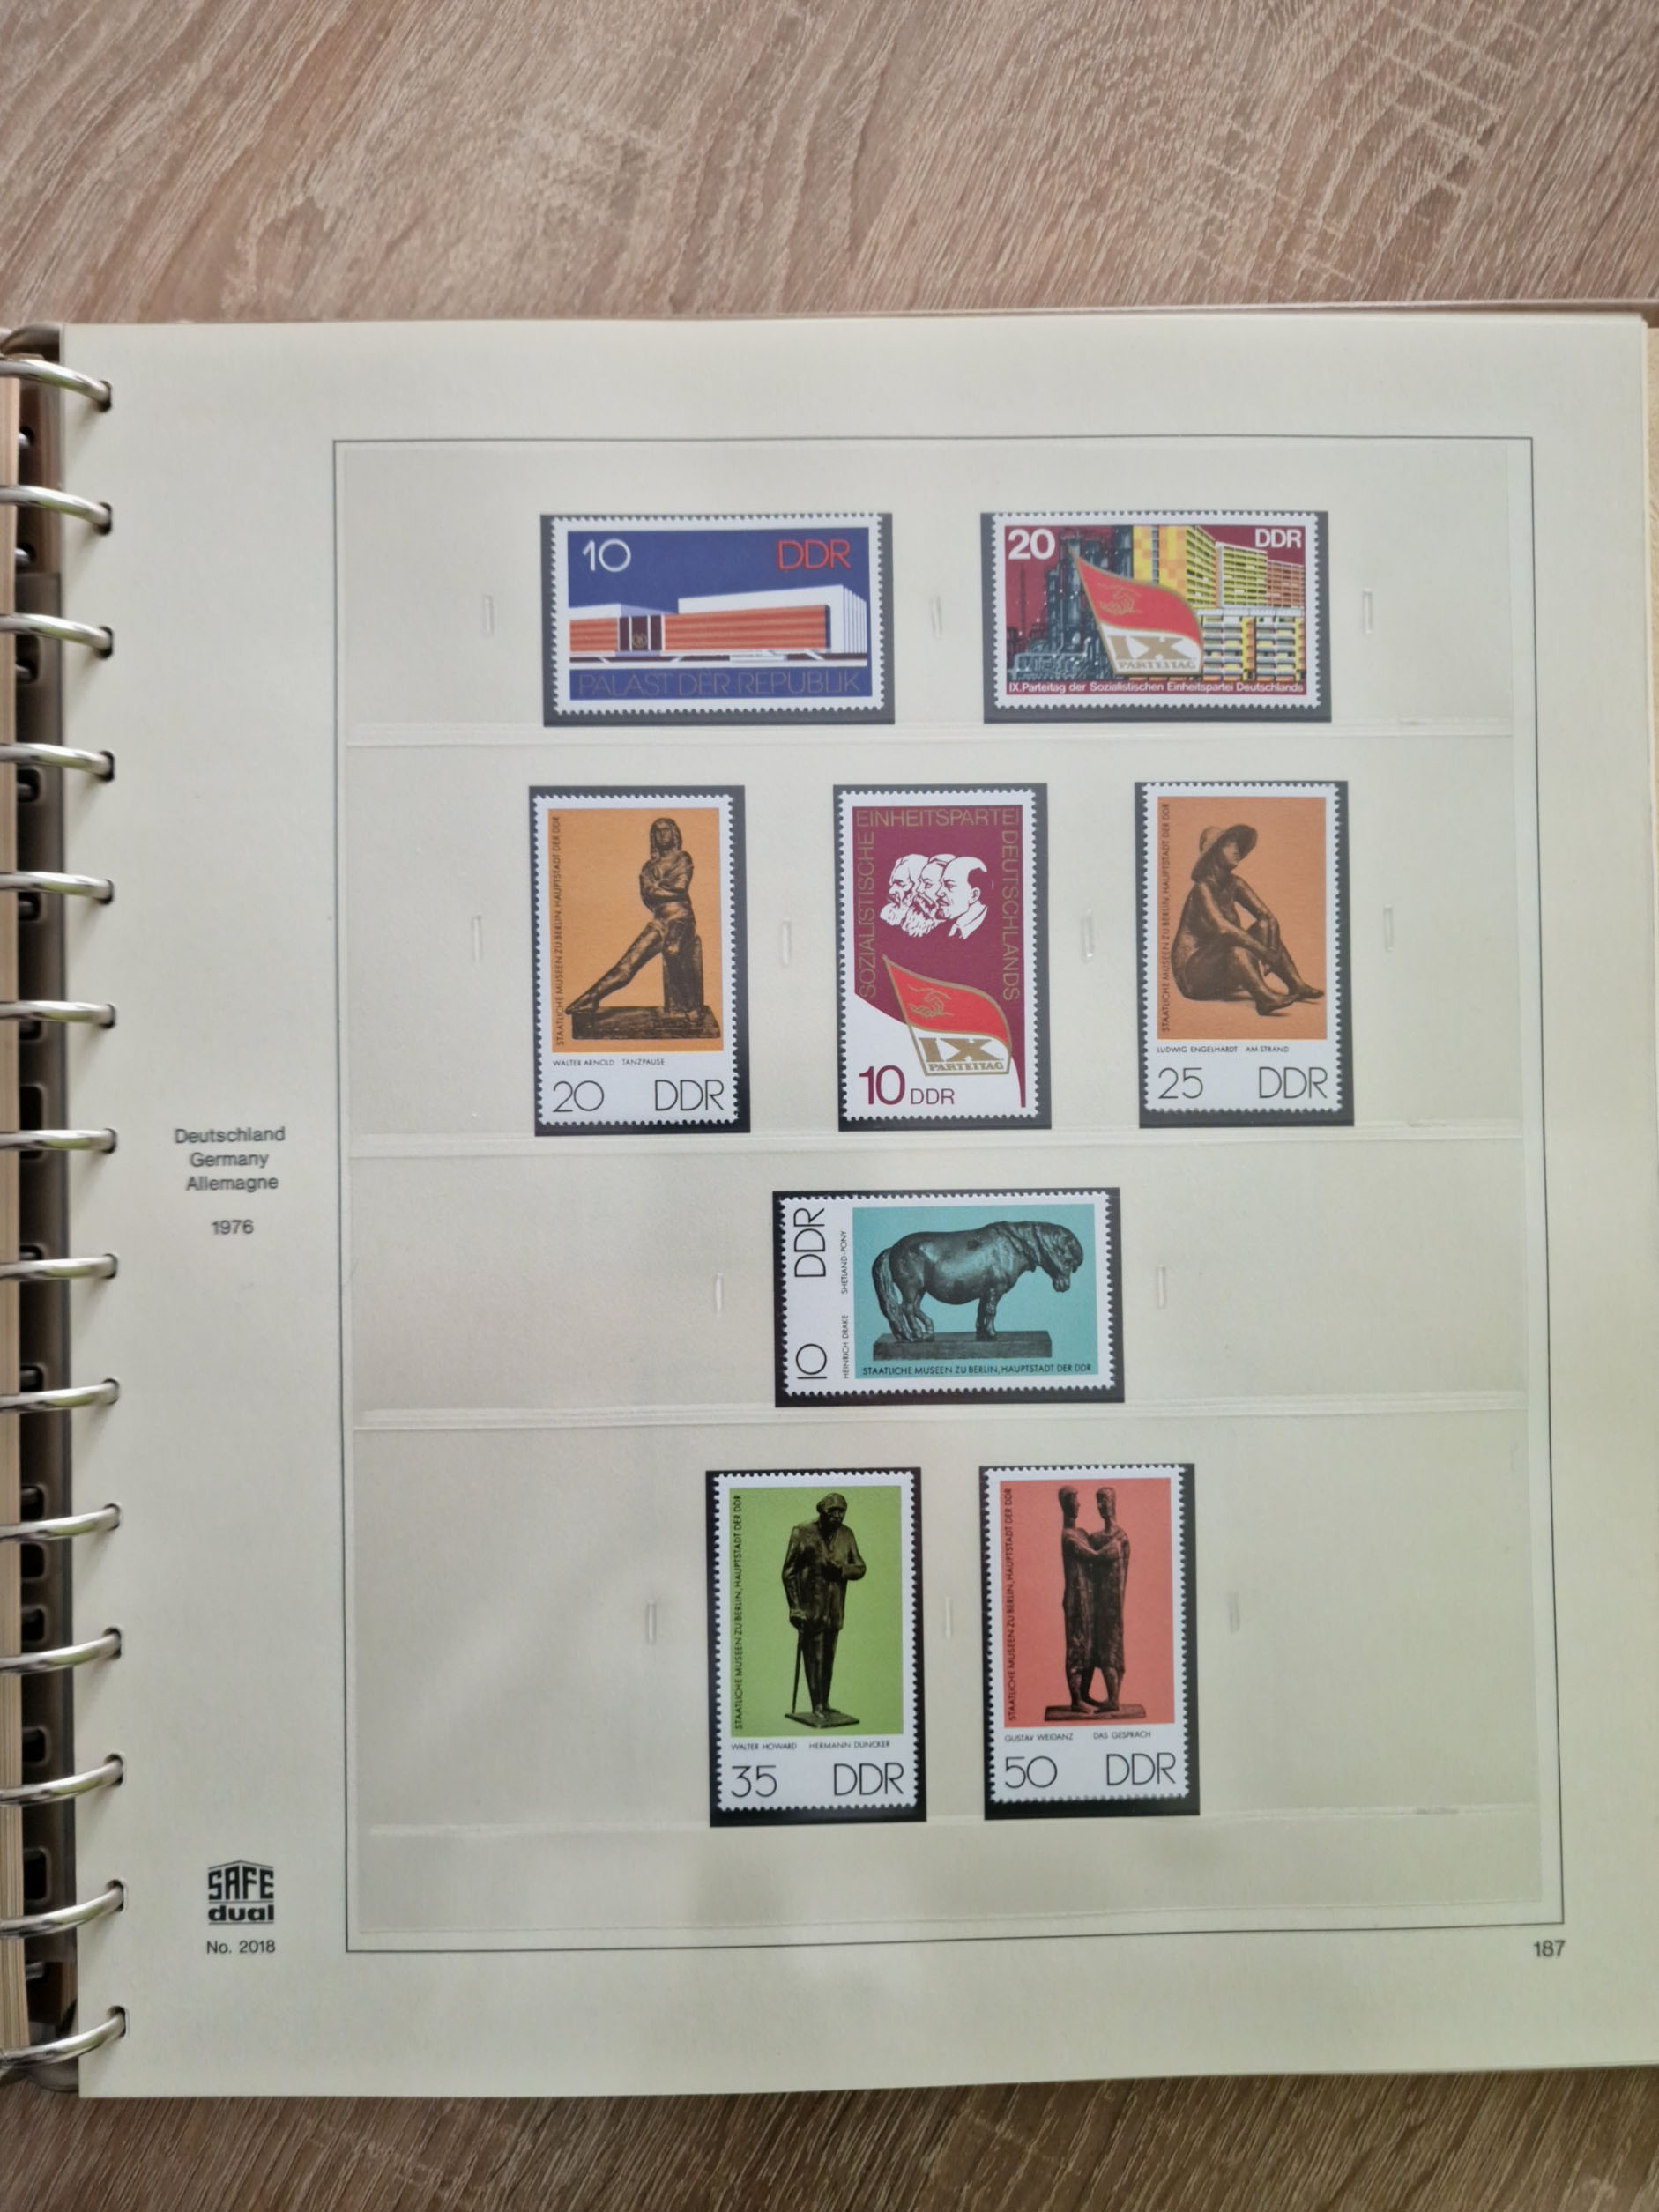 10 DDR
PALAST DER REPUBLIK
20 DDR
IX
PARTEITAG
IX. Parteitag der Sozialistischen Einheitspartei Deutschlands
STAATLICHE MUSEEN ZU BERLIN, HAUPTSTADT DER DDR
WALTER ARNOLD TANZPAUSE
20 DDR
SOZIALISTISCHE EINHEITSPARTEI DEUTSCHLANDS
IX
PARTEITAG
10 DDR
STAATLICHE MUSEEN ZU BERLIN, HAUPTSTADT DER DDR
LUDWIG ENGELHARDT AM STRAND
25 DDR
Deutschland
Germany
Allemagne
1976
10 DDR
HEINRICH DRAKE SHETLAND-PONY
STAATLICHE MUSEEN ZU BERLIN, HAUPTSTADT DER DDR
STAATLICHE MUSEEN ZU BERLIN, HAUPTSTADT DER DDR
WALTER HOWARD HERMANN DUNCKER
35 DDR
STAATLICHE MUSEEN ZU BERLIN, HAUPTSTADT DER DDR
GUSTAV WEIDANZ DAS GESPRÄCH
50 DDR
SAFE
dual
No. 2018
187